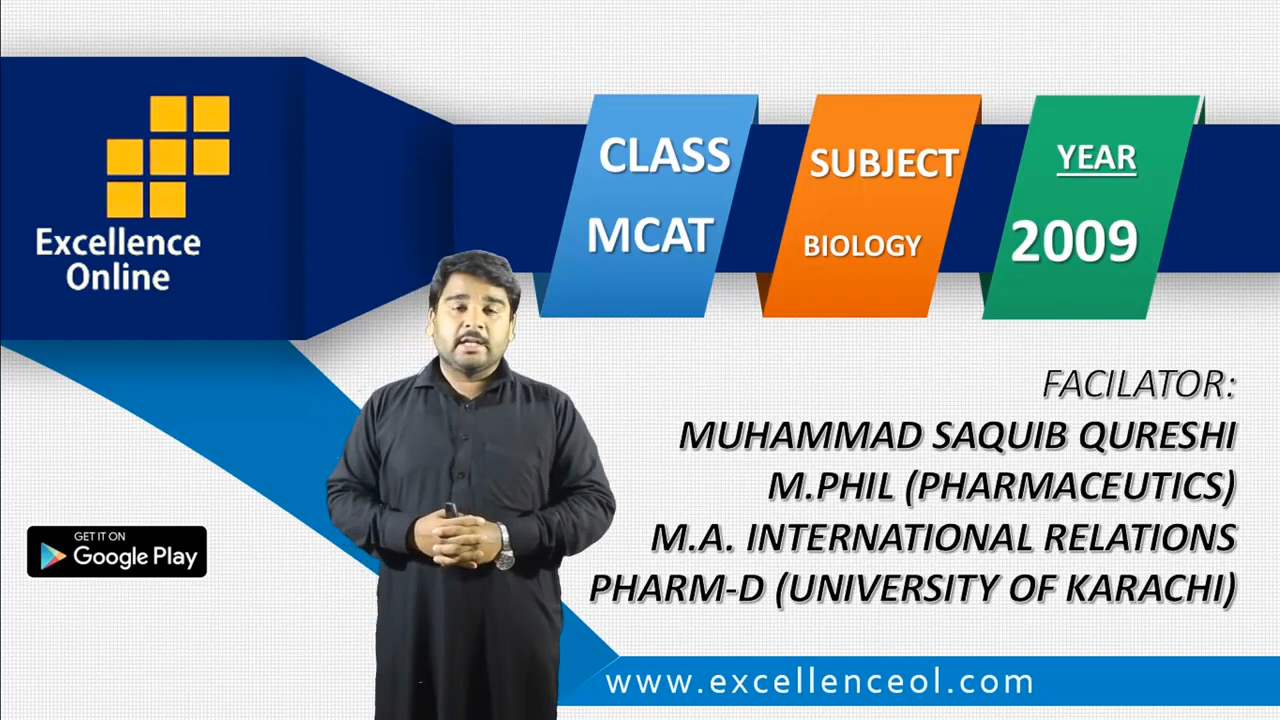 Excellence
Online
CLASS
MCAT
SUBJECT
BIOLOGY
YEAR
2009
FACILATOR:
MUHAMMAD SAQUIB QURESHI
M.PHIL (PHARMACEUTICS)
M.A. INTERNATIONAL RELATIONS
PHARM-D (UNIVERSITY OF KARACHI)
GET IT ON
Google Play
www.excellenceol.com